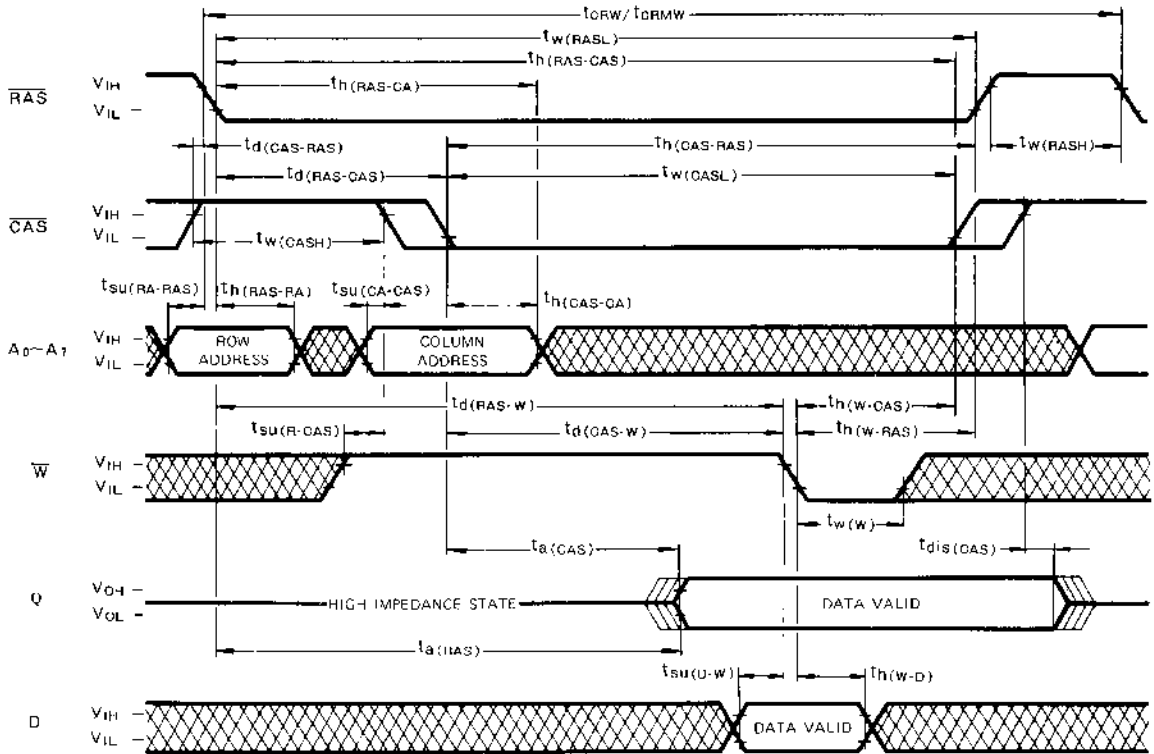 tCRW/tCRMW
tw(RASL)
th(RAS-CAS)
th(RAS-CA)
RAS
VIH
VIL
td(CAS-RAS)
th(CAS-RAS)
tw(RASH)
td(RAS-CAS)
tw(CASL)
CAS
VIH
VIL
tw(CASH)
tsu(RA-RAS)
th(RAS-RA)
tsu(CA-CAS)
th(CAS-CA)
A0~A7
VIH
VIL
ROW
ADDRESS
COLUMN
ADDRESS
td(RAS-W)
th(W-CAS)
tsu(R-CAS)
td(CAS-W)
th(W-RAS)
W
VIH
VIL
tw(W)
ta(CAS)
tdis(CAS)
Q
VOH
VOL
HIGH IMPEDANCE STATE
DATA VALID
ta(RAS)
tsu(D-W)
th(W-D)
D
VIH
VIL
DATA VALID